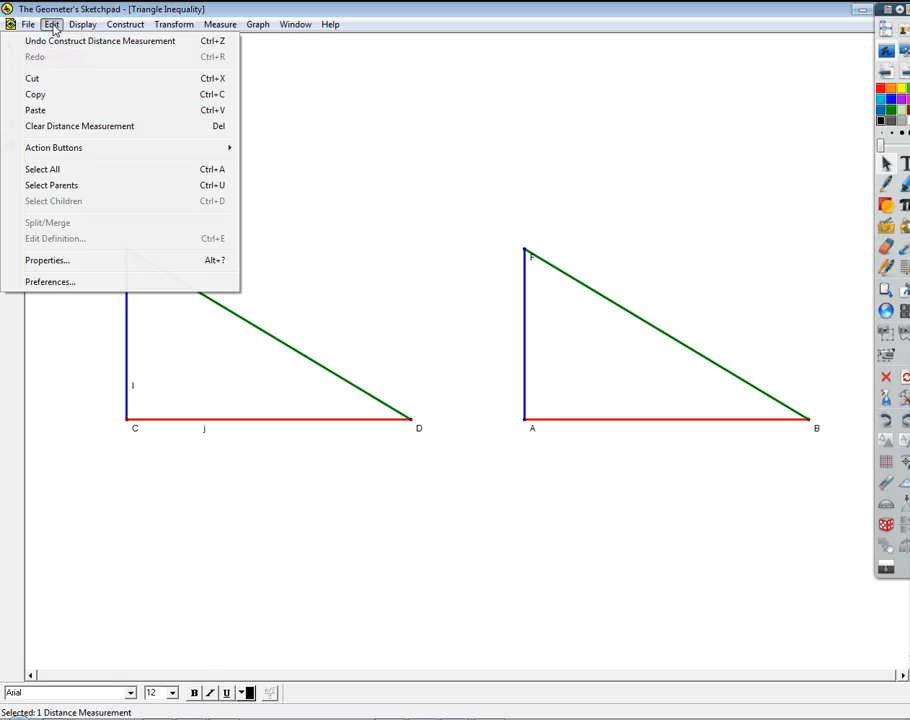 The Geometer's Sketchpad - [Triangle Inequality]
File Edit Display Construct Transform Measure Graph Window Help
Undo Construct Distance Measurement Ctrl+Z
Redo Ctrl+R
Cut Ctrl+X
Copy Ctrl+C
Paste Ctrl+V
Clear Distance Measurement Del
Action Buttons
Select All Ctrl+A
Select Parents Ctrl+U
Select Children Ctrl+D
Split/Merge
Edit Definition... Ctrl+E
Properties... Alt+?
Preferences...
F
l
C j D A B
Arial 12 B I U
Selected: 1 Distance Measurement